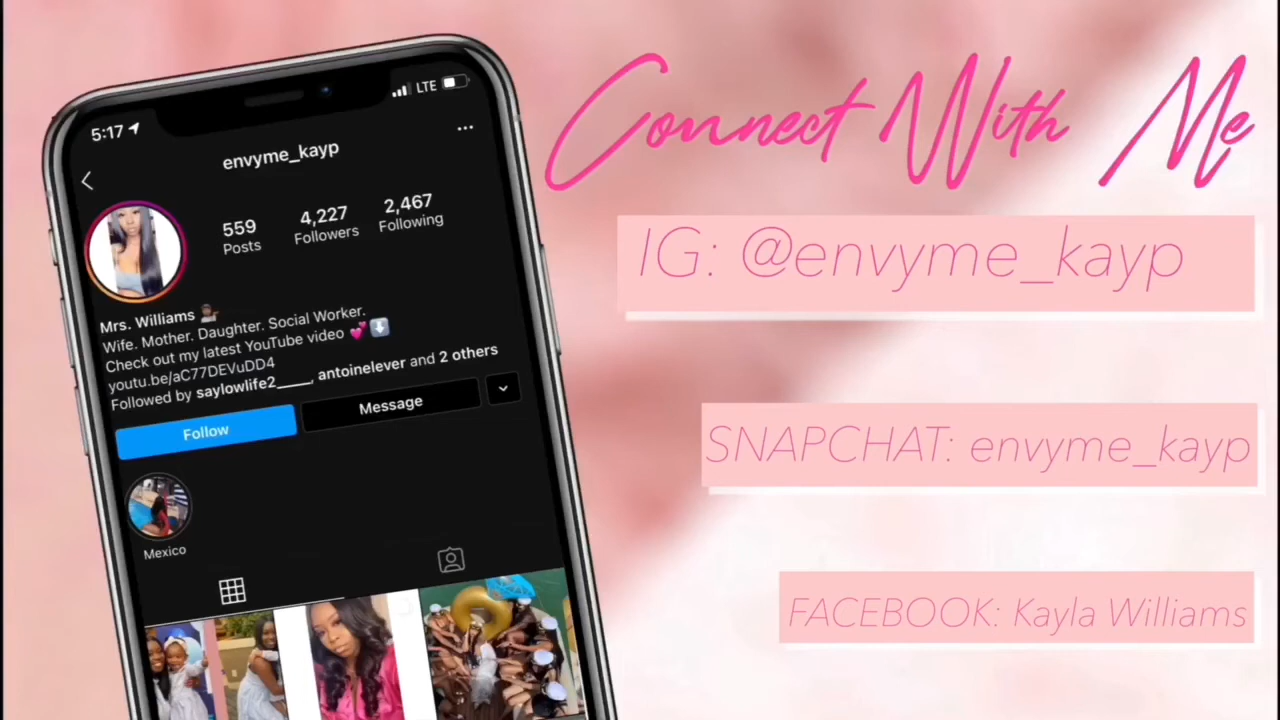 Connect With Me
IG: @envyme_kayp
SNAPCHAT: envyme_kayp
FACEBOOK: Kayla Williams
5:17
LTE
envyme_kayp
559
Posts
4,227
Followers
2,467
Following
Mrs. Williams
Wife. Mother. Daughter. Social Worker.
Check out my latest YouTube video
youtu.be/aC77DEVuDD4
Followed by saylowlife2____, antoinelever and 2 others
Follow
Message
Mexico